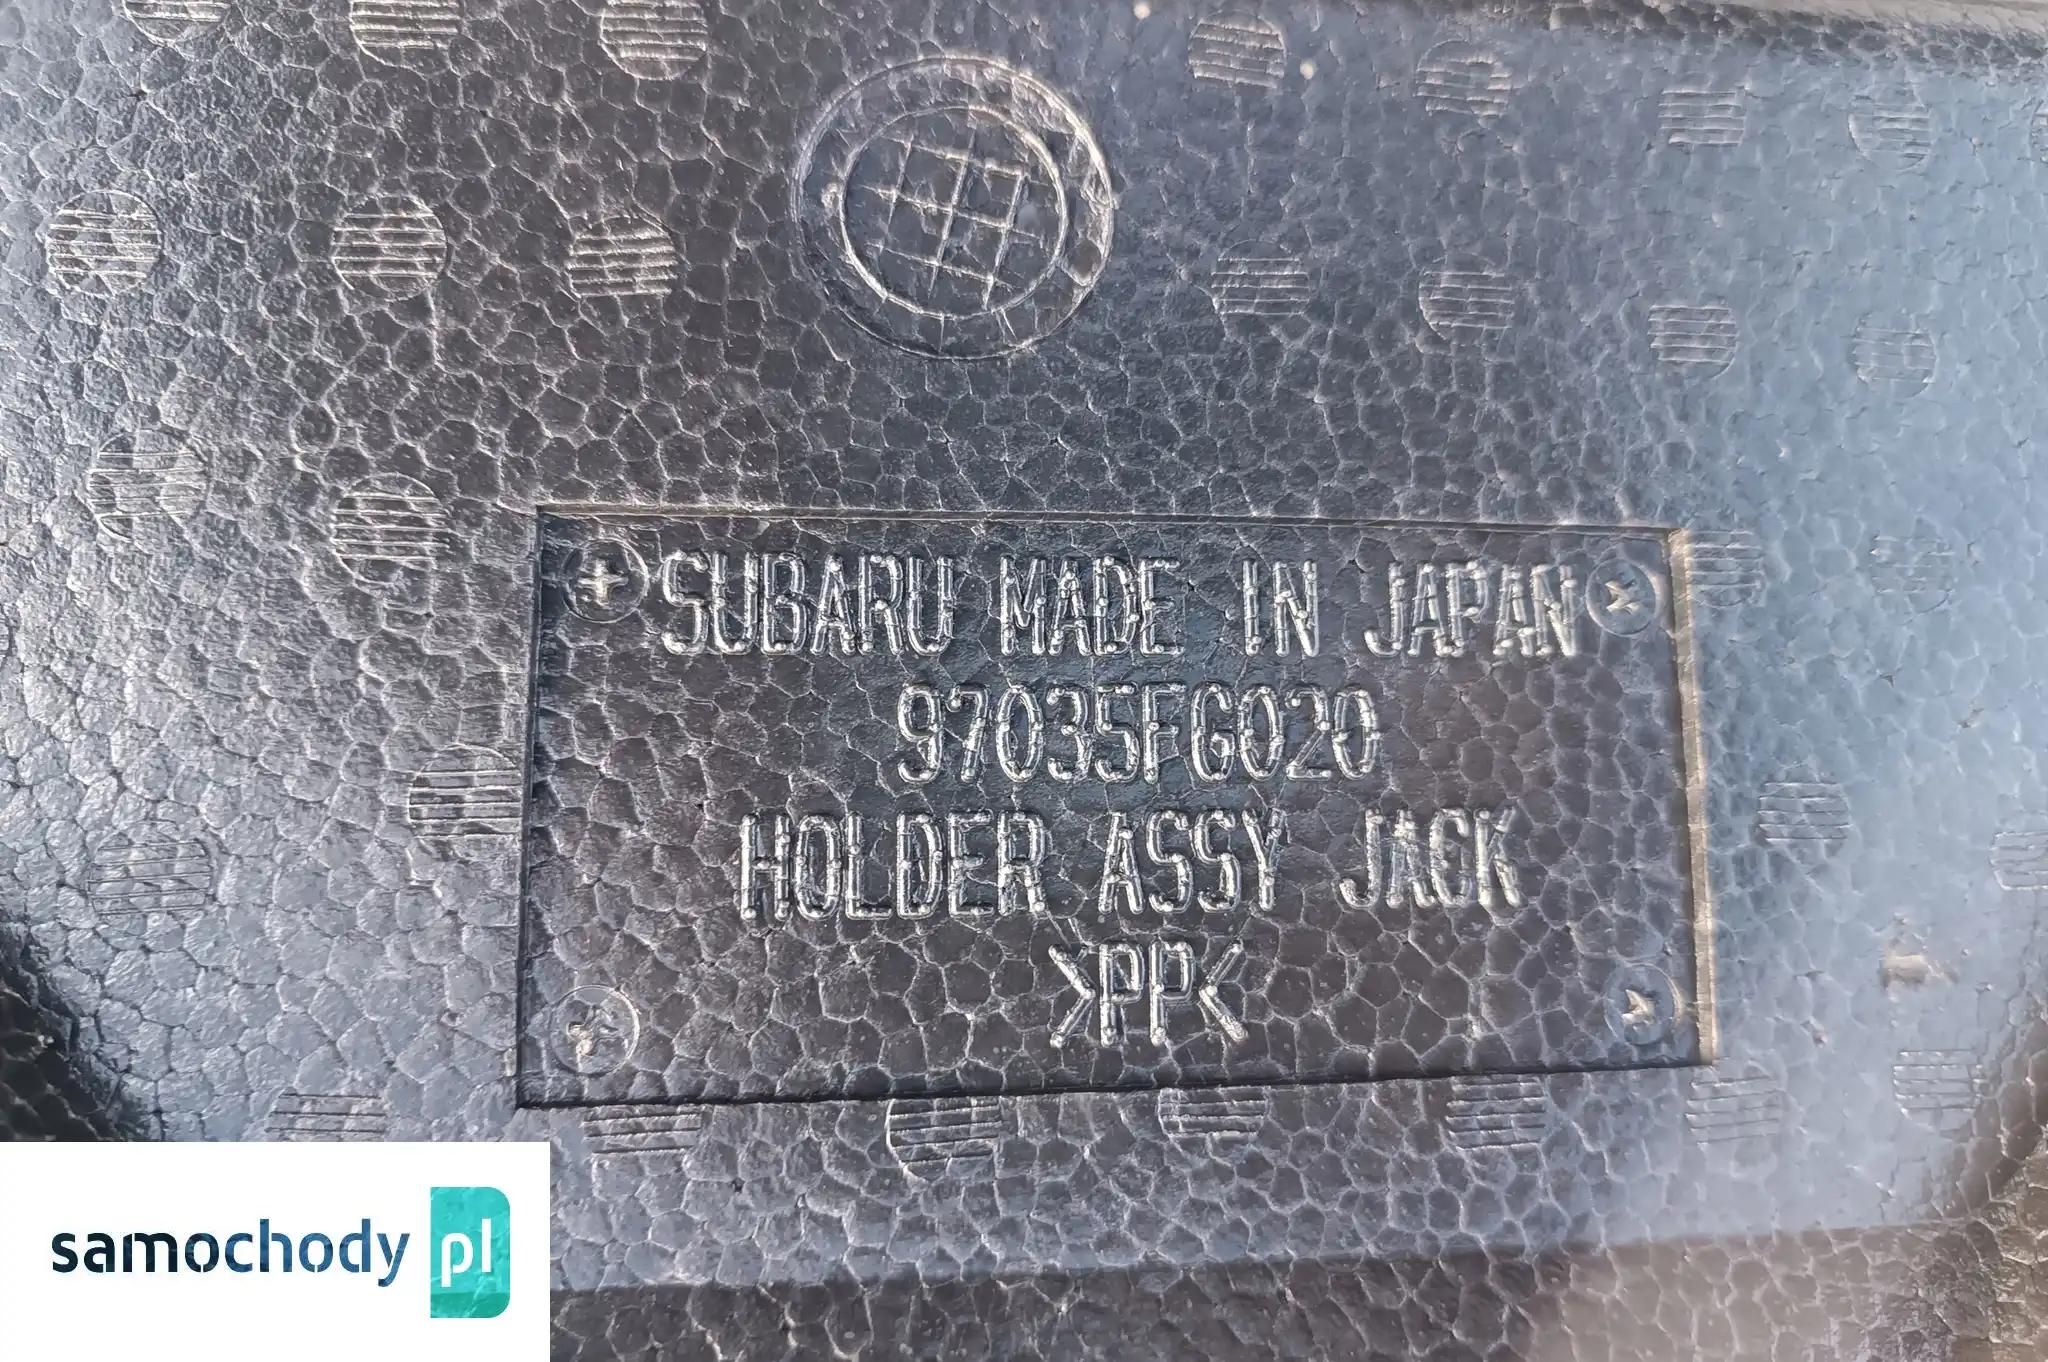 SUBARU MADE IN JAPAN
97035FG020
HOLDER ASSY JACK
>PP<
samochody pl